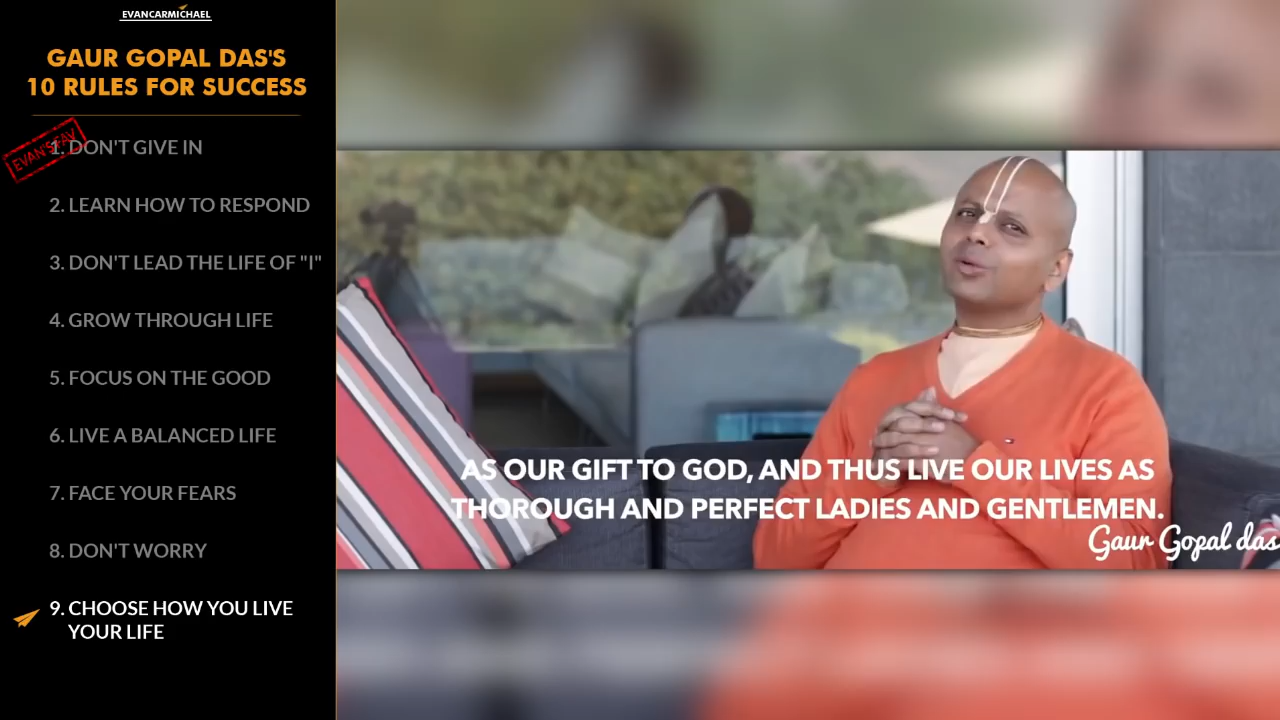 EVANCARMICHAEL
GAUR GOPAL DAS'S
10 RULES FOR SUCCESS
EVAN'S FAV
1. DON'T GIVE IN
2. LEARN HOW TO RESPOND
3. DON'T LEAD THE LIFE OF "I"
4. GROW THROUGH LIFE
5. FOCUS ON THE GOOD
6. LIVE A BALANCED LIFE
7. FACE YOUR FEARS
8. DON'T WORRY
9. CHOOSE HOW YOU LIVE
YOUR LIFE
AS OUR GIFT TO GOD, AND THUS LIVE OUR LIVES AS
THOROUGH AND PERFECT LADIES AND GENTLEMEN.
Gaur Gopal das